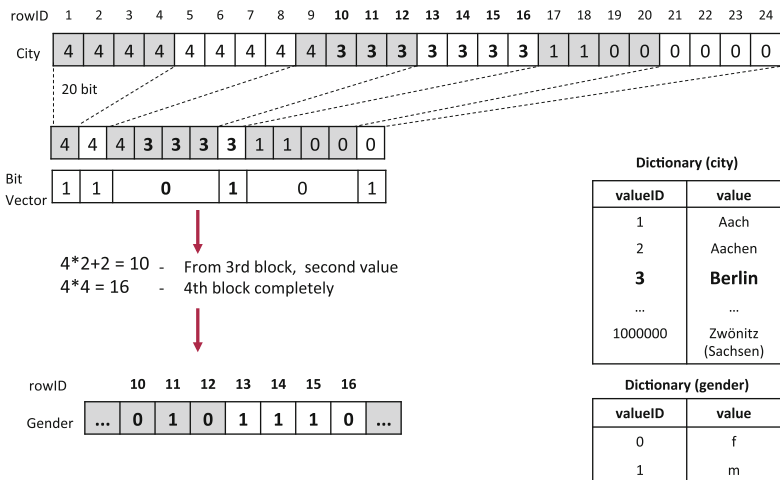 rowID 1 2 3 4 5 6 7 8 9 10 11 12 13 14 15 16 17 18 19 20 21 22 23 24
City 4 4 4 4 4 4 4 4 4 3 3 3 3 3 3 3 1 1 0 0 0 0 0 0
20 bit
4 4 4 3 3 3 3 1 1 0 0 0
Bit Vector 1 1 0 1 0 1
4*2+2 = 10 - From 3rd block, second value
4*4 = 16 - 4th block completely
rowID 10 11 12 13 14 15 16
Gender ... 0 1 0 1 1 1 0 ...
Dictionary (city)
valueID value
1 Aach
2 Aachen
3 Berlin
... ...
1000000 Zwönitz
(Sachsen)
Dictionary (gender)
valueID value
0 f
1 m